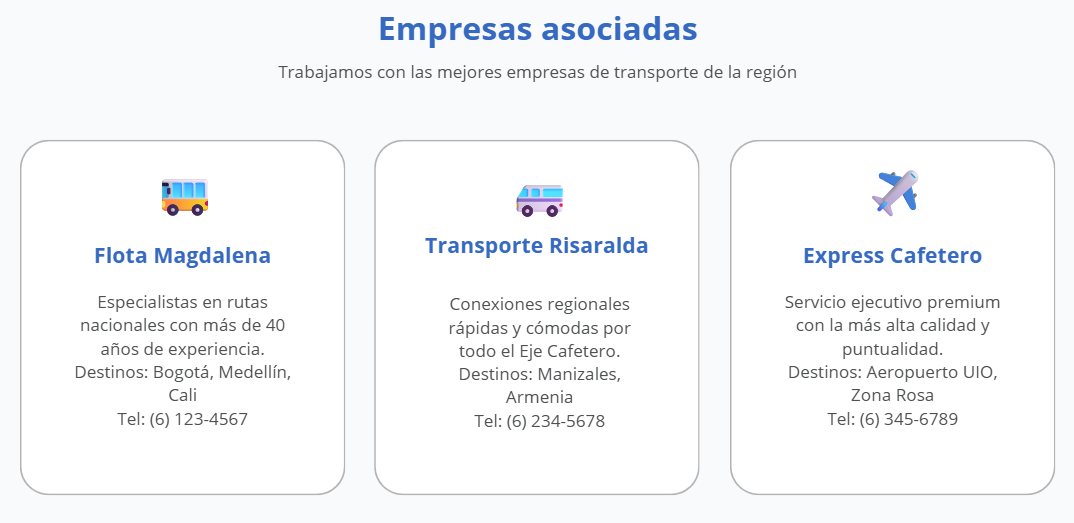 Empresas asociadas
Trabajamos con las mejores empresas de transporte de la región
Flota Magdalena
Especialistas en rutas
nacionales con más de 40
años de experiencia.
Destinos: Bogotá, Medellín,
Cali
Tel: (6) 123-4567
Transporte Risaralda
Conexiones regionales
rápidas y cómodas por
todo el Eje Cafetero.
Destinos: Manizales,
Armenia
Tel: (6) 234-5678
Express Cafetero
Servicio ejecutivo premium
con la más alta calidad y
puntualidad.
Destinos: Aeropuerto UIO,
Zona Rosa
Tel: (6) 345-6789